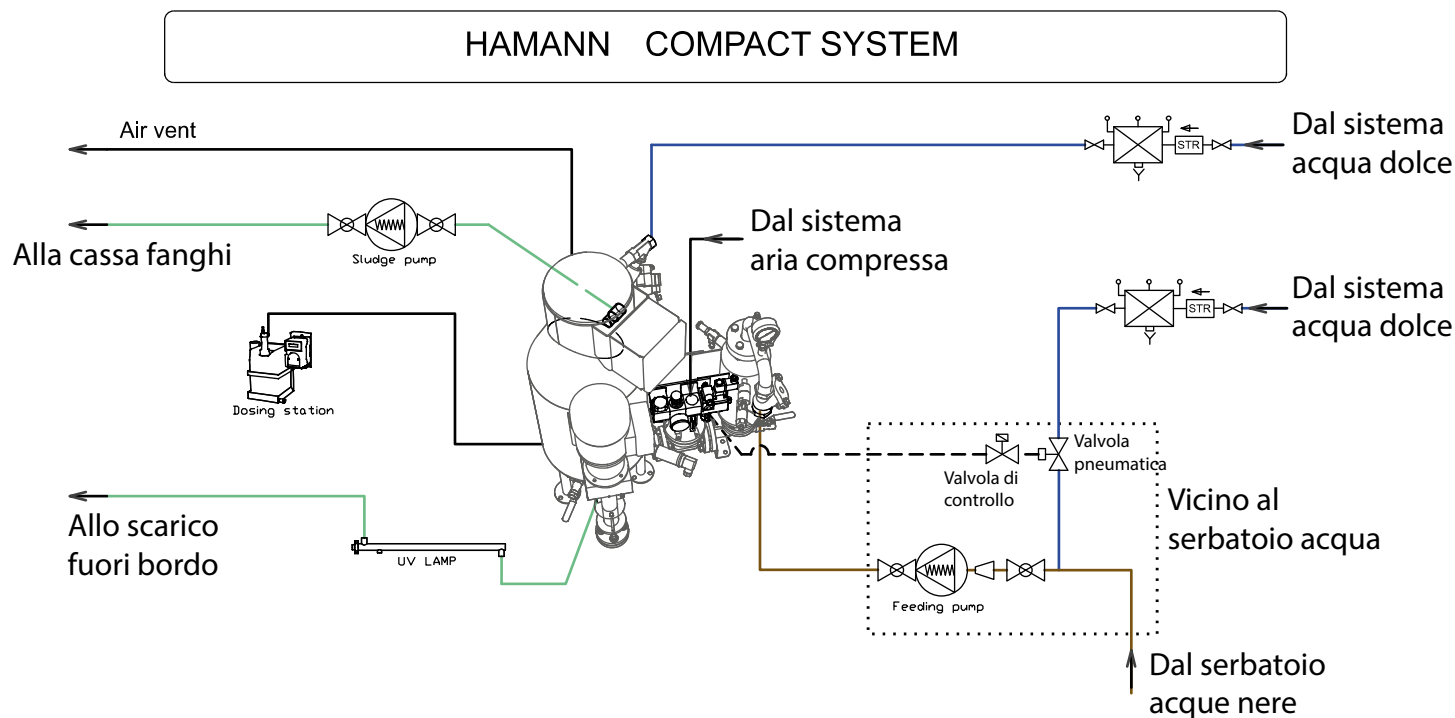 HAMANN COMPACT SYSTEM
Air vent
Dal sistema
acqua dolce
STR
Alla cassa fanghi
Sludge pump
Dal sistema
aria compressa
Dal sistema
acqua dolce
STR
Dosing station
Valvola
pneumatica
Valvola di
controllo
Vicino al
serbatoio acqua
Allo scarico
fuori bordo
UV LAMP
Feeding pump
Dal serbatoio
acque nere